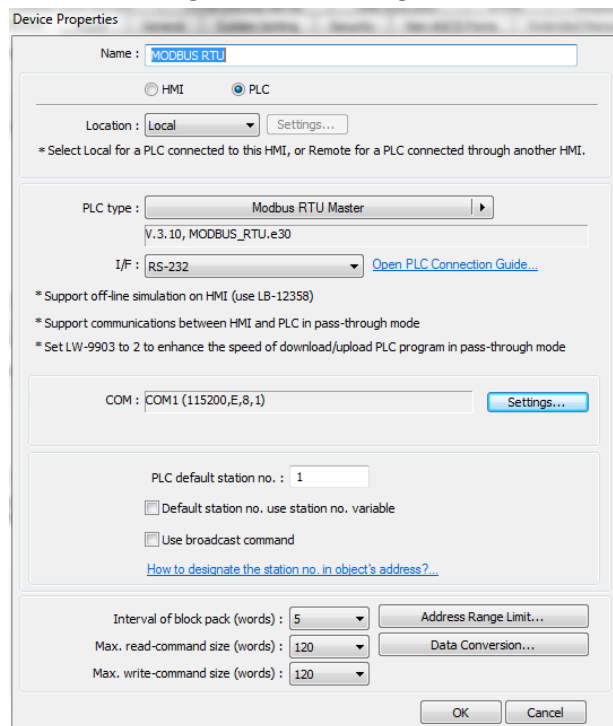 Device Properties
Name : MODBUS RTU
HMI PLC
Location : Local Settings...
* Select Local for a PLC connected to this HMI, or Remote for a PLC connected through another HMI.
PLC type : Modbus RTU Master
V.3.10, MODBUS_RTU.e30
I/F : RS-232 Open PLC Connection Guide...
* Support off-line simulation on HMI (use LB-12358)
* Support communications between HMI and PLC in pass-through mode
* Set LW-9903 to 2 to enhance the speed of download/upload PLC program in pass-through mode
COM : COM1 (115200,E,8,1) Settings...
PLC default station no. : 1
Default station no. use station no. variable
Use broadcast command
How to designate the station no. in object's address?...
Interval of block pack (words) : 5 Address Range Limit...
Max. read-command size (words) : 120 Data Conversion...
Max. write-command size (words) : 120
OK Cancel